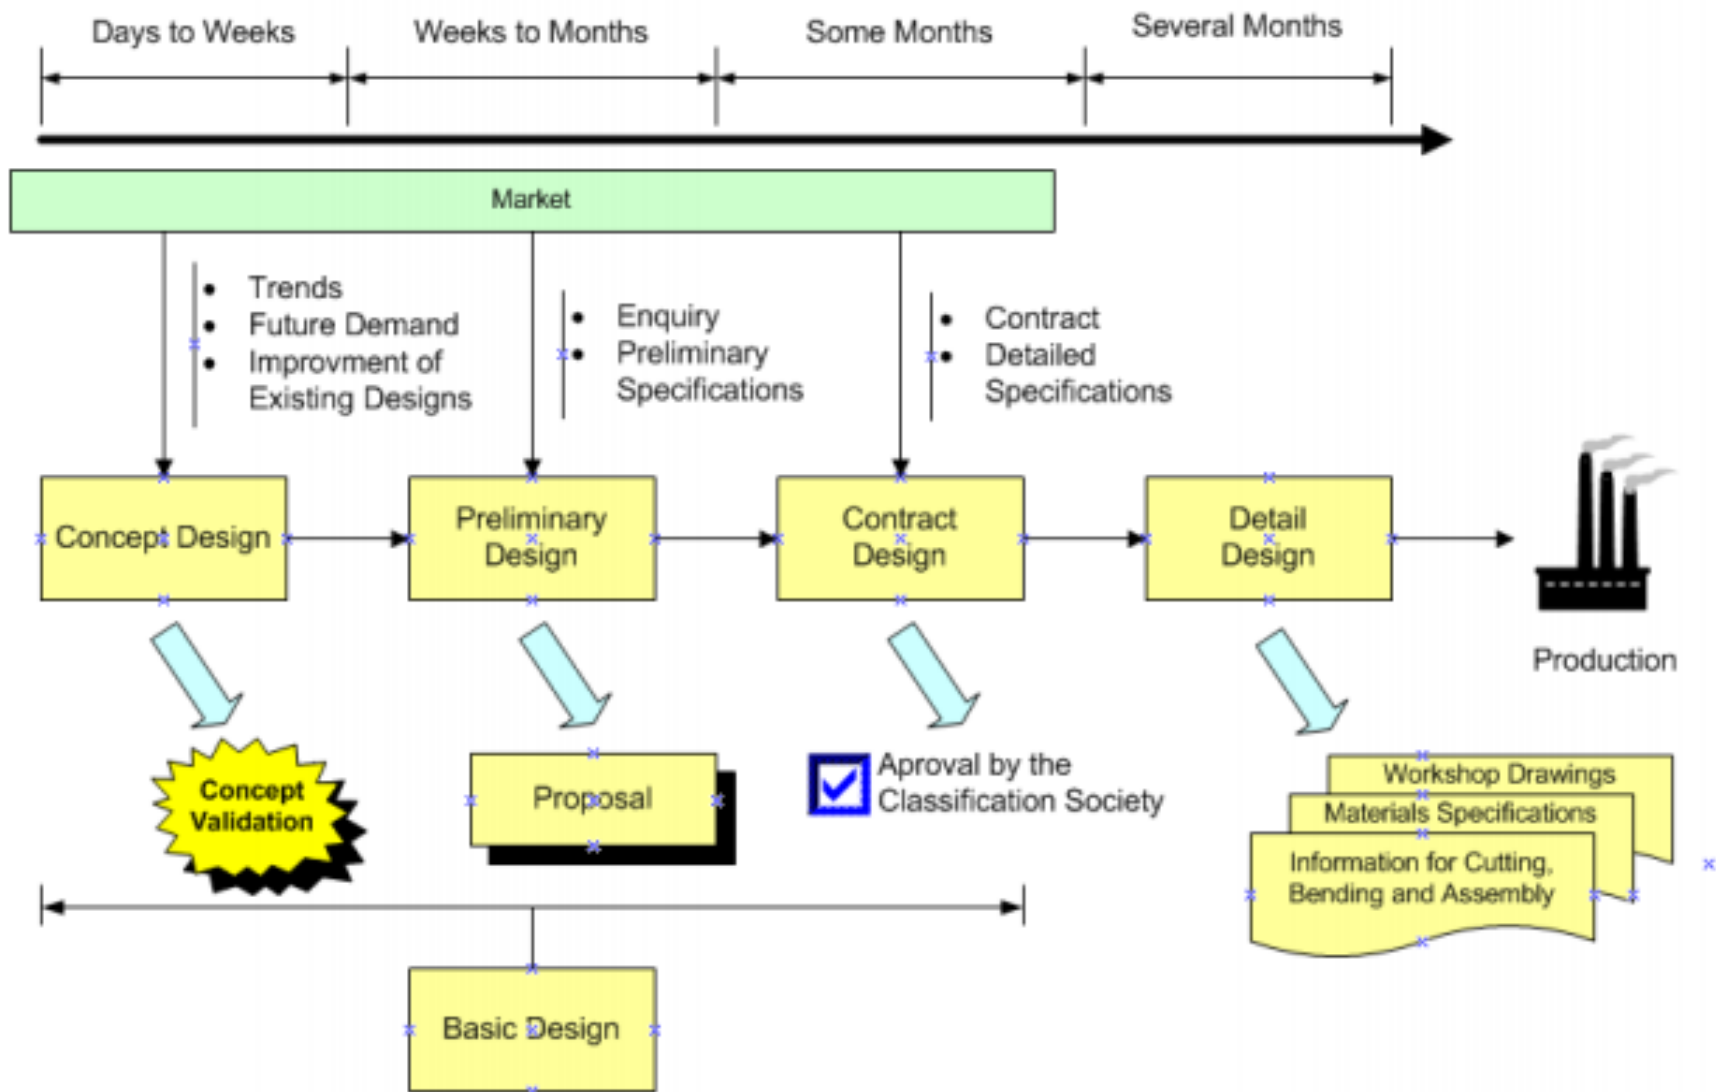 Days to Weeks
Weeks to Months
Some Months
Several Months
Market
• Trends
• Future Demand
• Improvment of
Existing Designs
• Enquiry
• Preliminary
Specifications
• Contract
• Detailed
Specifications
Concept Design
Preliminary
Design
Contract
Design
Detail
Design
Production
Concept
Validation
Proposal
Aproval by the
Classification Society
Workshop Drawings
Materials Specifications
Information for Cutting,
Bending and Assembly
Basic Design